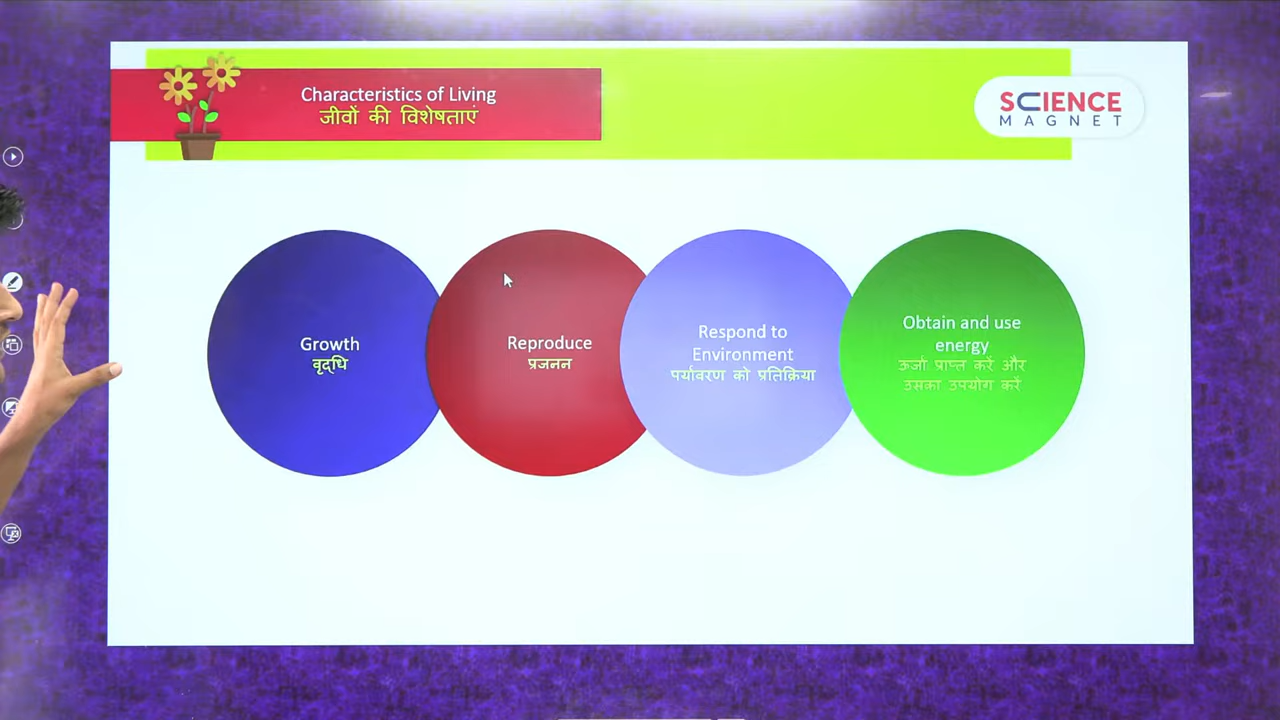 Characteristics of Living
जीवों की विशेषताएं
SCIENCE
MAGNET
Growth
वृद्धि
Reproduce
प्रजनन
Respond to
Environment
पर्यावरण को प्रतिक्रिया
Obtain and use
energy
ऊर्जा प्राप्त करें और
उसका उपयोग करें